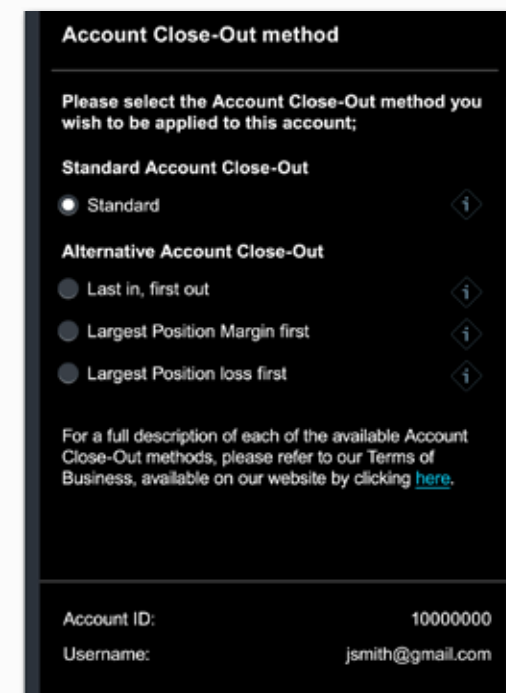 Account Close-Out method
Please select the Account Close-Out method you
wish to be applied to this account;
Standard Account Close-Out
Standard
Alternative Account Close-Out
Last in, first out
Largest Position Margin first
Largest Position loss first
For a full description of each of the available Account
Close-Out methods, please refer to our Terms of
Business, available on our website by clicking here.
Account ID: 10000000
Username: jsmith@gmail.com